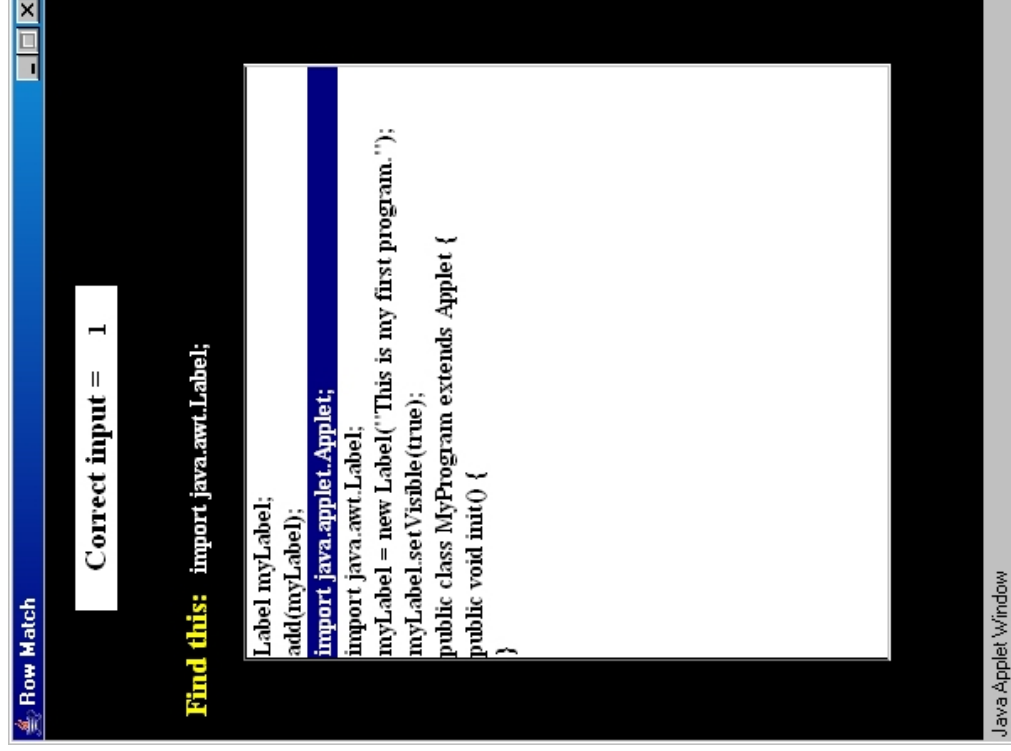 Row Match
Correct input = 1
Find this: import java.awt.Label;
Label myLabel;
add(myLabel);
import java.applet.Applet;
import java.awt.Label;
myLabel = new Label("This is my first program.");
myLabel.setVisible(true);
public class MyProgram extends Applet {
public void init() {
}
Java Applet Window